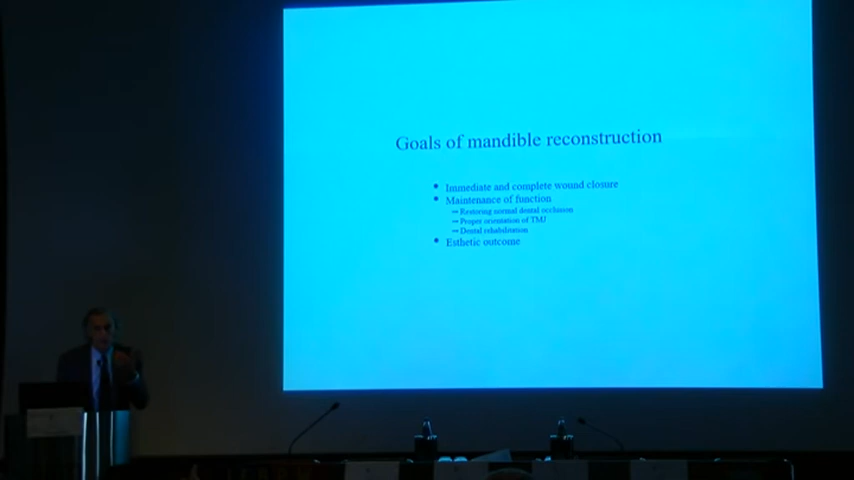 Goals of mandible reconstruction
• Immediate and complete wound closure
• Maintenance of function
– Restoring normal dental occlusion
– Proper orientation of TMJ
– Dental rehabilitation
• Esthetic outcome